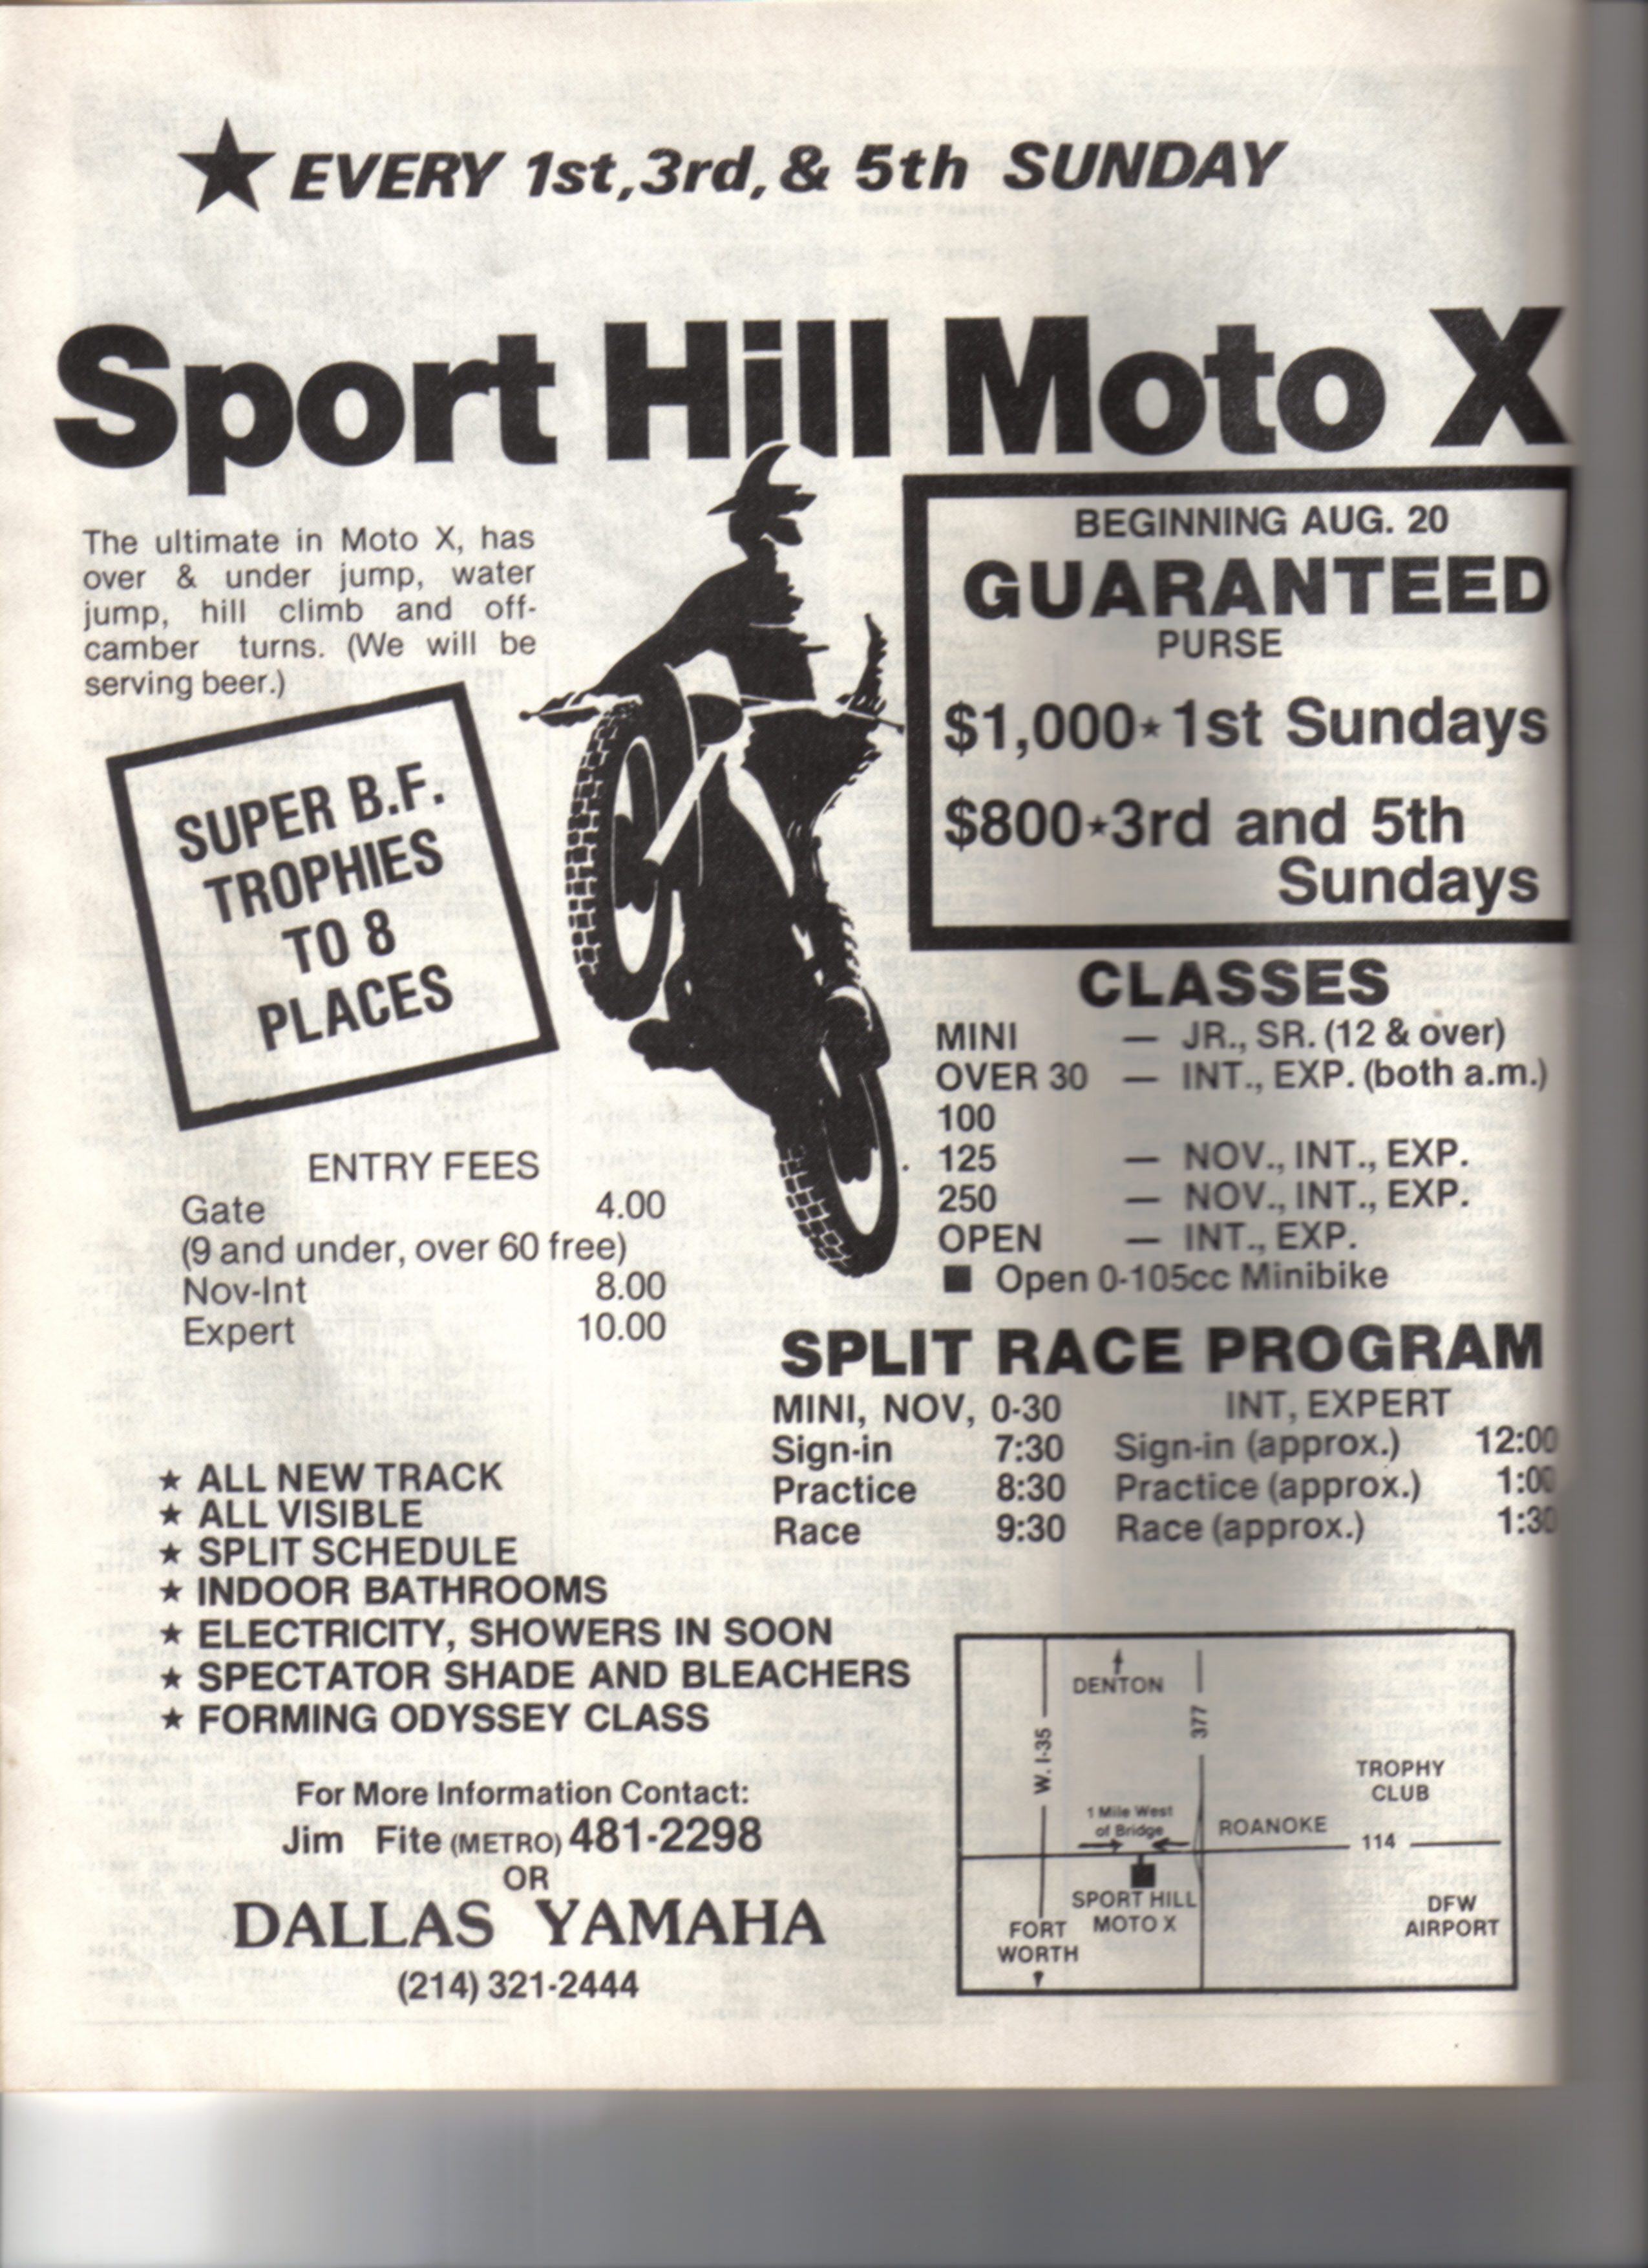 ★ EVERY 1st, 3rd, & 5th SUNDAY
Sport Hill Moto X
The ultimate in Moto X, has
over & under jump, water
jump, hill climb and off-
camber turns. (We will be
serving beer.)
SUPER B.F.
TROPHIES
TO 8
PLACES
BEGINNING AUG. 20
GUARANTEED
PURSE
$1,000★1st Sundays
$800★3rd and 5th
Sundays
CLASSES
MINI — JR., SR. (12 & over)
OVER 30 — INT., EXP. (both a.m.)
100
125 — NOV., INT., EXP.
250 — NOV., INT., EXP.
OPEN — INT., EXP.
■ Open 0-105cc Minibike
ENTRY FEES
Gate 4.00
(9 and under, over 60 free)
Nov-Int 8.00
Expert 10.00
SPLIT RACE PROGRAM
MINI, NOV, 0-30 INT, EXPERT
Sign-in 7:30 Sign-in (approx.) 12:00
Practice 8:30 Practice (approx.) 1:00
Race 9:30 Race (approx.) 1:30
★ ALL NEW TRACK
★ ALL VISIBLE
★ SPLIT SCHEDULE
★ INDOOR BATHROOMS
★ ELECTRICITY, SHOWERS IN SOON
★ SPECTATOR SHADE AND BLEACHERS
★ FORMING ODYSSEY CLASS
For More Information Contact:
Jim Fite (METRO) 481-2298
OR
DALLAS YAMAHA
(214) 321-2444
DENTON
W. I-35
377
TROPHY
CLUB
1 Mile West
of Bridge
ROANOKE
114
SPORT HILL
MOTO X
FORT
WORTH
DFW
AIRPORT